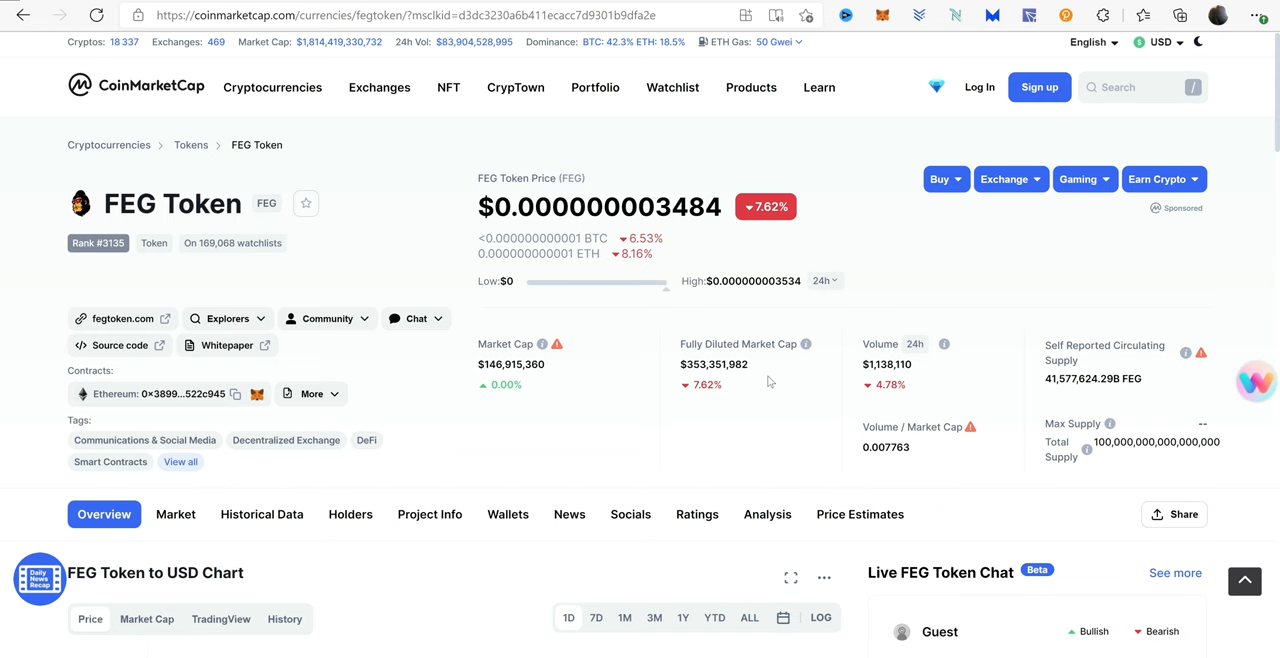 https://coinmarketcap.com/currencies/fegtoken/?msclkid=d3dc3230a6b411ecacc7d9301b9dfa2e
Cryptos: 18 337 Exchanges: 469 Market Cap: $1,814,419,330,732 24h Vol: $83,904,528,995 Dominance: BTC: 42.3% ETH: 18.5% ETH Gas: 50 Gwei English USD
CoinMarketCap Cryptocurrencies Exchanges NFT CrypTown Portfolio Watchlist Products Learn Log In Sign up Search /
Cryptocurrencies > Tokens > FEG Token
FEG Token Price (FEG)
Buy Exchange Gaming Earn Crypto
FEG Token FEG
$0.000000003484 7.62%
Sponsored
Rank #3135 Token On 169,068 watchlists
<0.000000000001 BTC 6.53%
0.000000000001 ETH 8.16%
Low:$0 High:$0.000000003534 24h
fegtoken.com Explorers Community Chat
Source code Whitepaper
Contracts:
Ethereum: 0x3899...522c945 More
Tags:
Communications & Social Media Decentralized Exchange DeFi
Smart Contracts View all
Market Cap
$146,915,360
0.00%
Fully Diluted Market Cap
$353,351,982
7.62%
Volume 24h
$1,138,110
4.78%
Volume / Market Cap
0.007763
Self Reported Circulating
Supply
41,577,624.29B FEG
Max Supply --
Total
Supply
100,000,000,000,000,000
Overview Market Historical Data Holders Project Info Wallets News Socials Ratings Analysis Price Estimates Share
Daily
News
Recap
FEG Token to USD Chart
Live FEG Token Chat Beta See more
Price Market Cap TradingView History
1D 7D 1M 3M 1Y YTD ALL LOG
Guest Bullish Bearish